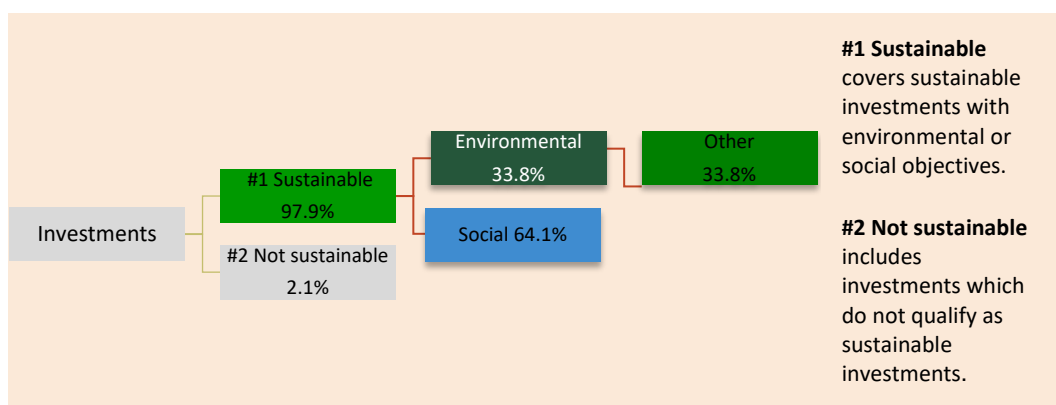 Investments
#1 Sustainable
97.9%
#2 Not sustainable
2.1%
Environmental
33.8%
Social 64.1%
Other
33.8%
#1 Sustainable
covers sustainable
investments with
environmental or
social objectives.
#2 Not sustainable
includes
investments which
do not qualify as
sustainable
investments.